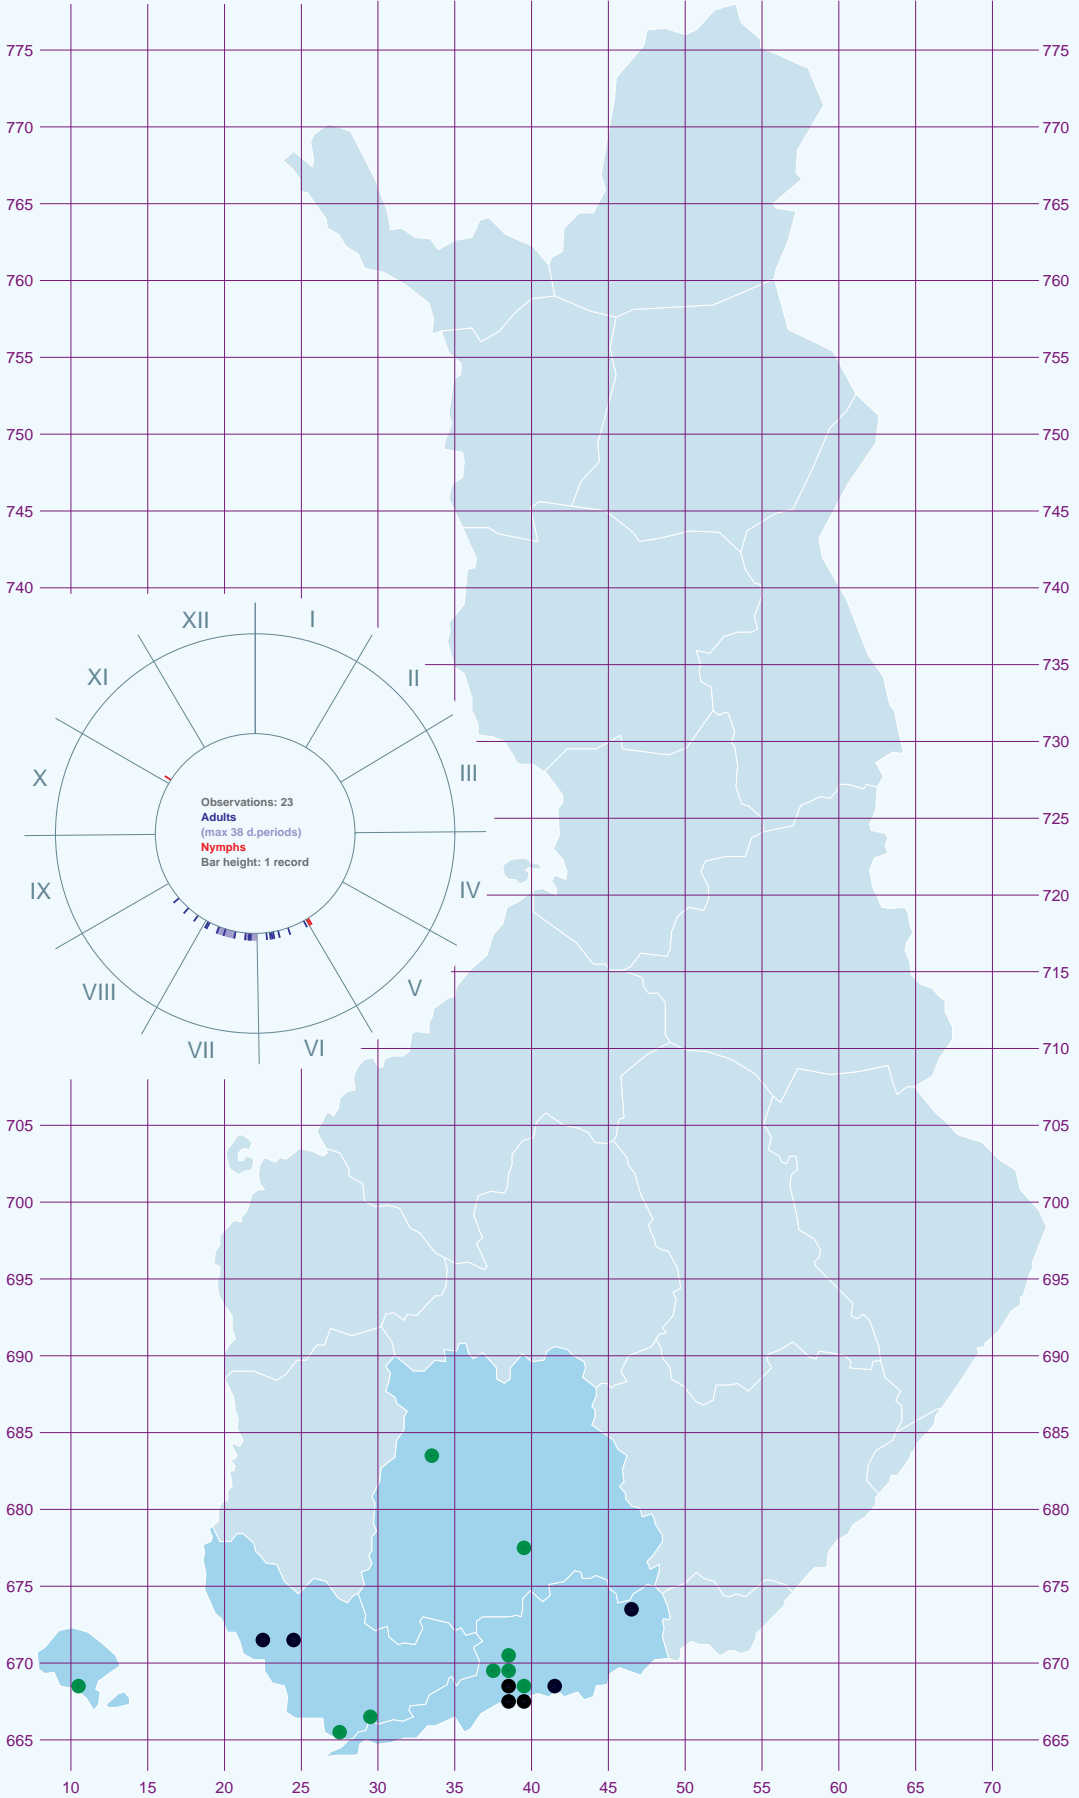 775 775
770 770
765 765
760 760
755 755
750 750
745 745
740 740
XII I
XI II
735 735
730 730
X III
Observations: 23
Adults
(max 38 d.periods)
Nymphs
Bar height: 1 record
725 725
IX IV
720 720
VIII V
715 715
VII VI
710 710
705 705
700 700
695 695
690 690
685 685
680 680
675 675
670 670
665 665
10 15 20 25 30 35 40 45 50 55 60 65 70